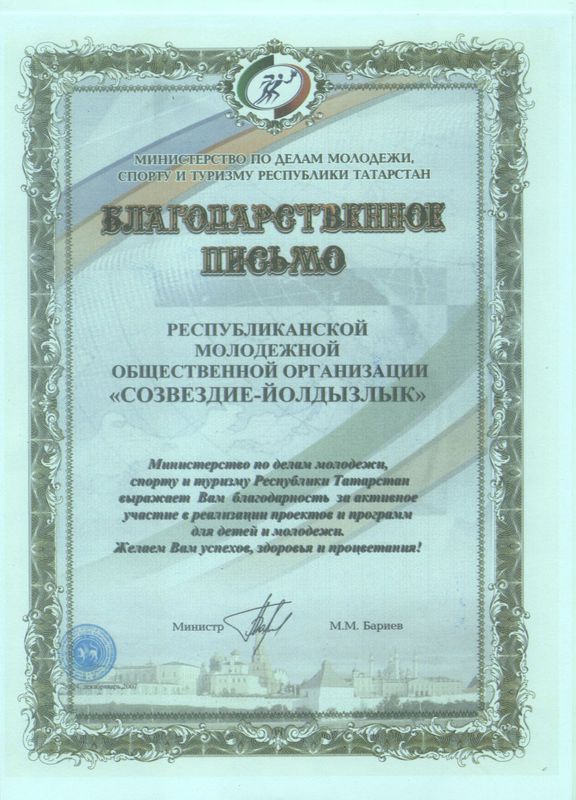 МИНИСТЕРСТВО ПО ДЕЛАМ МОЛОДЕЖИ,
СПОРТУ И ТУРИЗМУ РЕСПУБЛИКИ ТАТАРСТАН
БЛАГОДАРСТВЕННОЕ
ПИСЬМО
РЕСПУБЛИКАНСКОЙ
МОЛОДЕЖНОЙ
ОБЩЕСТВЕННОЙ ОРГАНИЗАЦИИ
«СОЗВЕЗДИЕ-ЙОЛДЫЗЛЫК»
Министерство по делам молодежи,
спорту и туризму Республики Татарстан
выражает Вам благодарность за активное
участие в реализации проектов и программ
для детей и молодежи.
Желаем Вам успехов, здоровья и процветания!
Министр М.М. Бариев